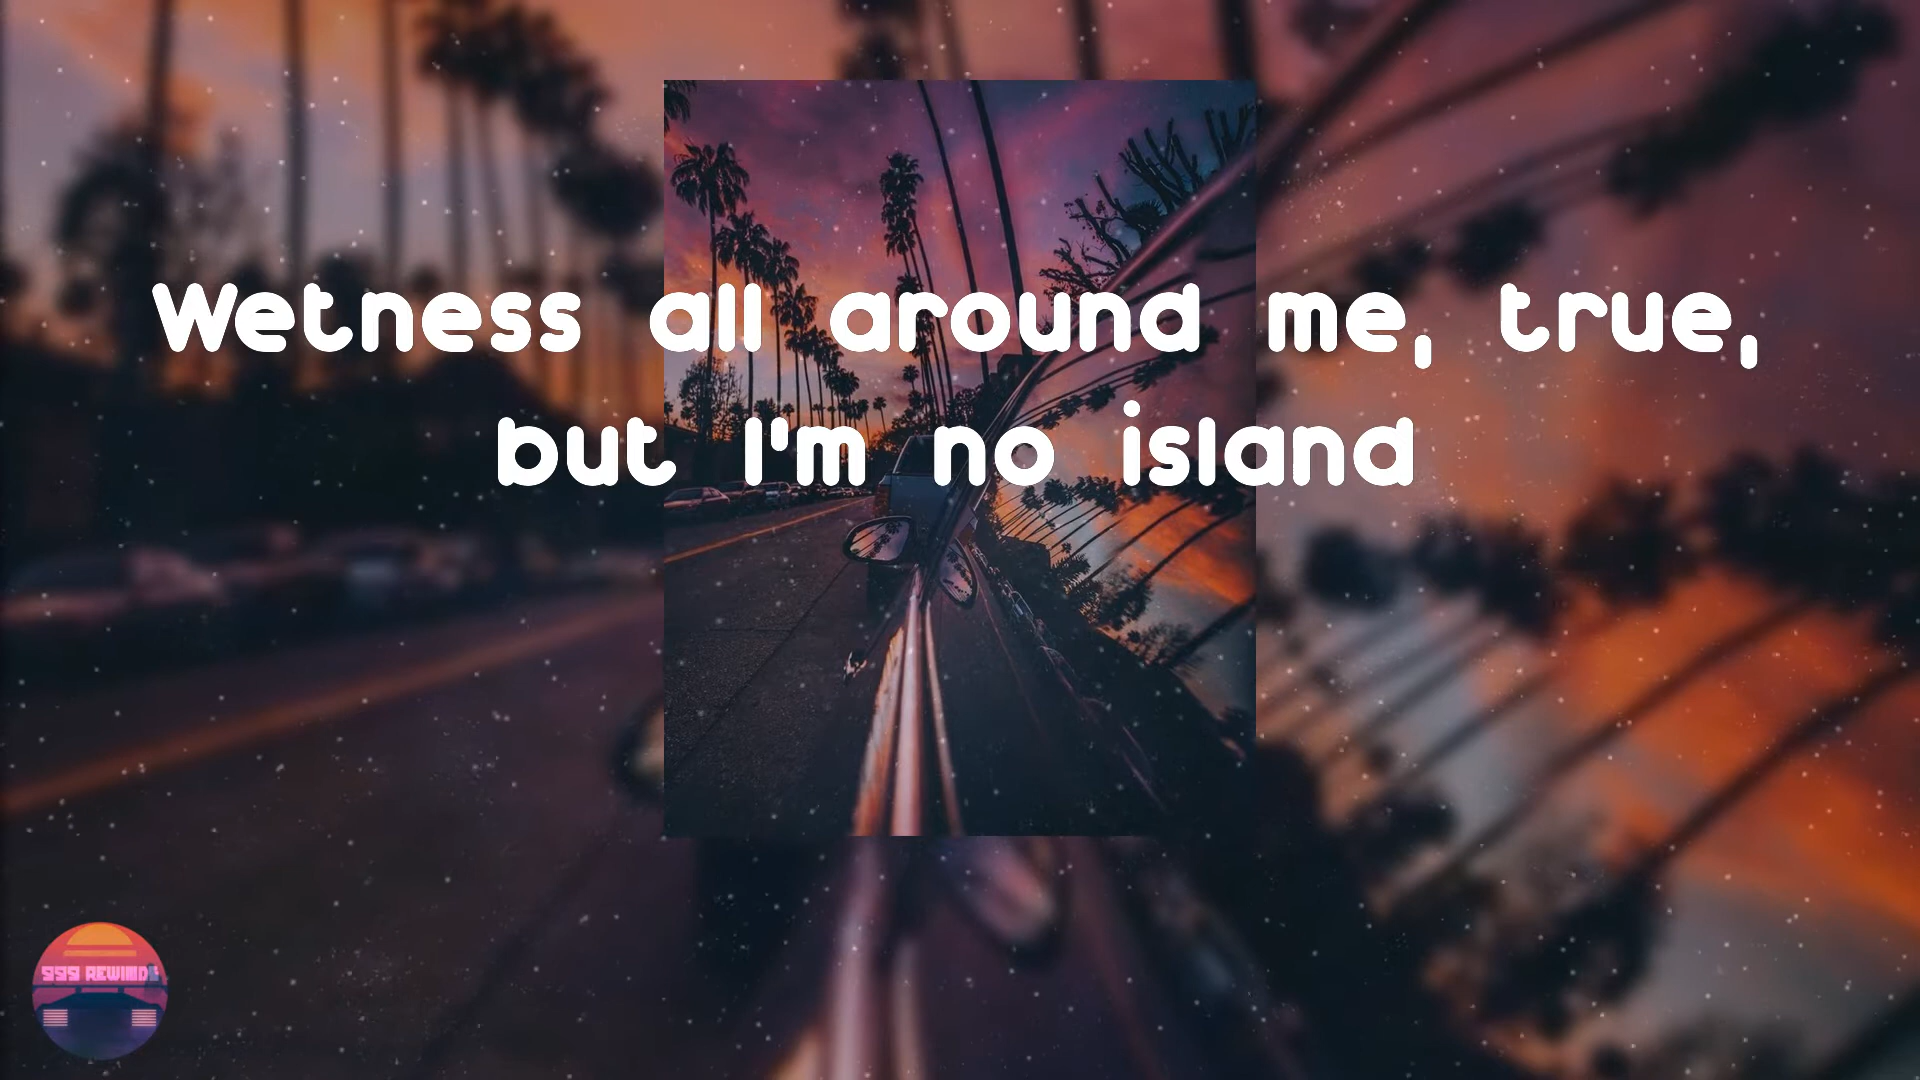 Wetness all around me, true,
but I'm no island
999 REWIND